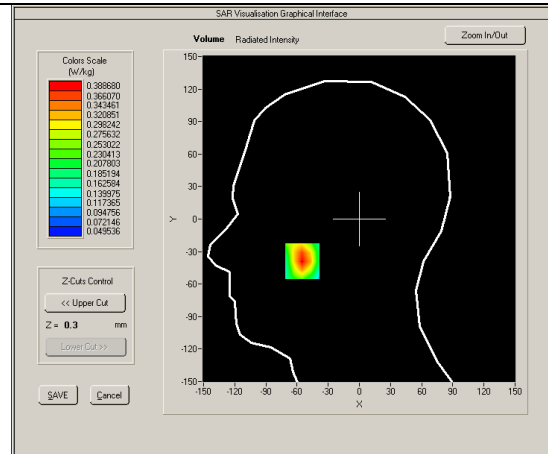 SAR Visualisation Graphical Interface
Volume Radiated Intensity
Zoom In/Out
Colors Scale
(W/kg)
0.388680
0.366070
0.343461
0.320851
0.298242
0.275632
0.253022
0.230413
0.207803
0.185194
0.162584
0.139975
0.117365
0.094756
0.072146
0.049536
Z-Cuts Control
<< Upper Cut
Z = 0.3 mm
Lower Cut >>
SAVE Cancel
150
120
90
60
30
0
-30
-60
-90
-120
-150
Y
-150 -120 -90 -60 -30 0 30 60 90 120 150
X